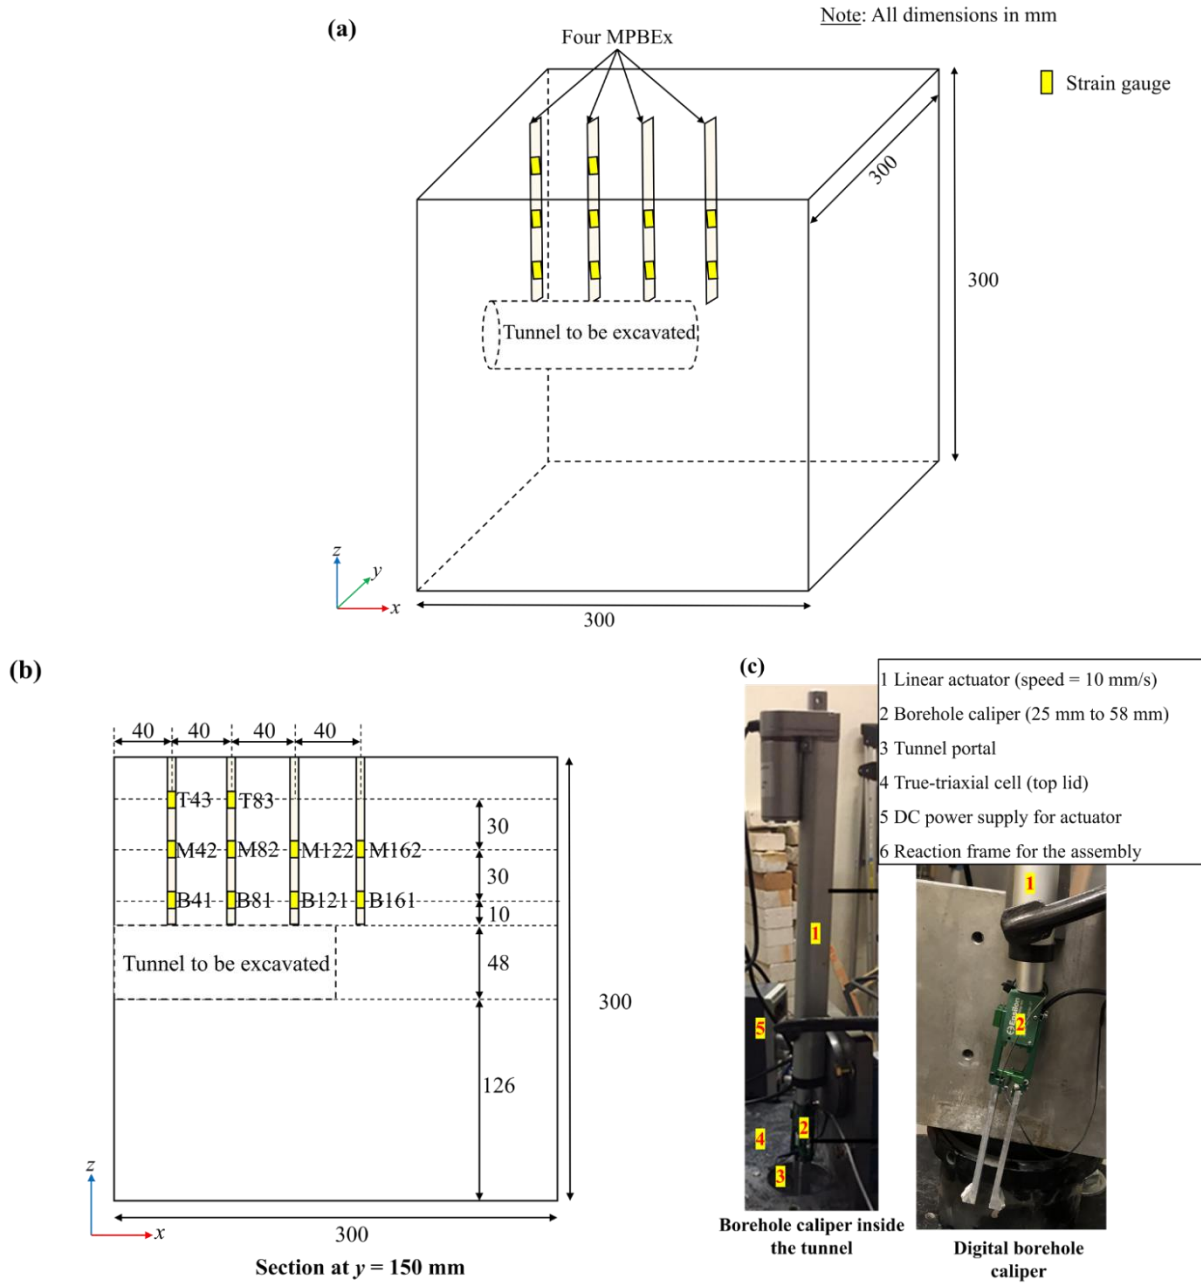 (a)
Note: All dimensions in mm
Four MPBEx
Strain gauge
300
300
Tunnel to be excavated
z
y
x
300
(b)
40 40 40 40
T43 T83
30
M42 M82 M122 M162
30
B41 B81 B121 B161
10
Tunnel to be excavated
48
300
126
z
x
300
Section at y = 150 mm
(c)
1 Linear actuator (speed = 10 mm/s)
2 Borehole caliper (25 mm to 58 mm)
3 Tunnel portal
4 True-triaxial cell (top lid)
5 DC power supply for actuator
6 Reaction frame for the assembly
1
1
5
2
2
4
3
Borehole caliper inside
the tunnel
Digital borehole
caliper